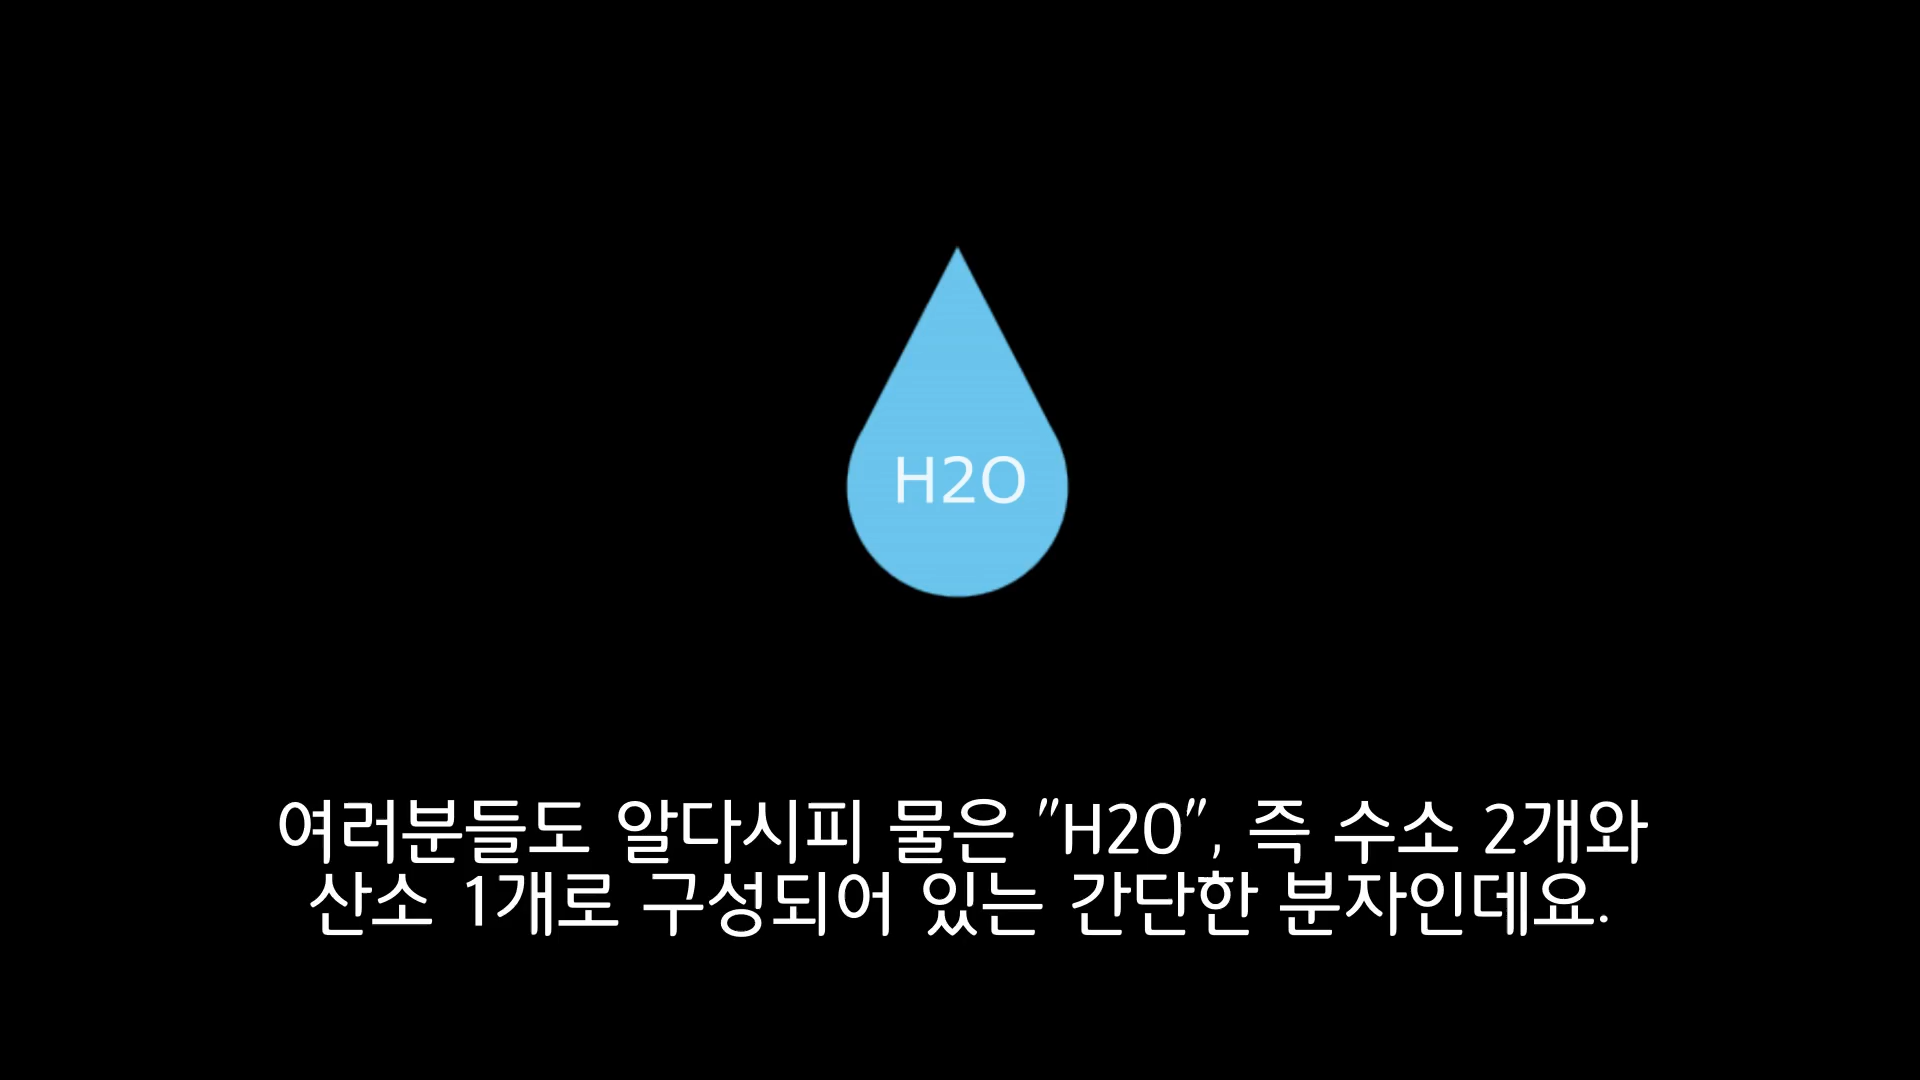 H2O
여러분들도 알다시피 물은 "H2O", 즉 수소 2개와
산소 1개로 구성되어 있는 간단한 분자인데요.